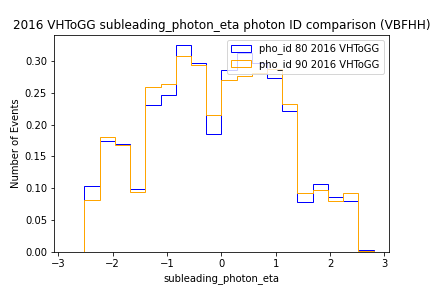 2016 VHToGG subleading_photon_eta photon ID comparison (VBFHH)
pho_id 80 2016 VHToGG
pho_id 90 2016 VHToGG
Number of Events
0.30
0.25
0.20
0.15
0.10
0.05
0.00
−3
−2
−1
0
1
2
3
subleading_photon_eta